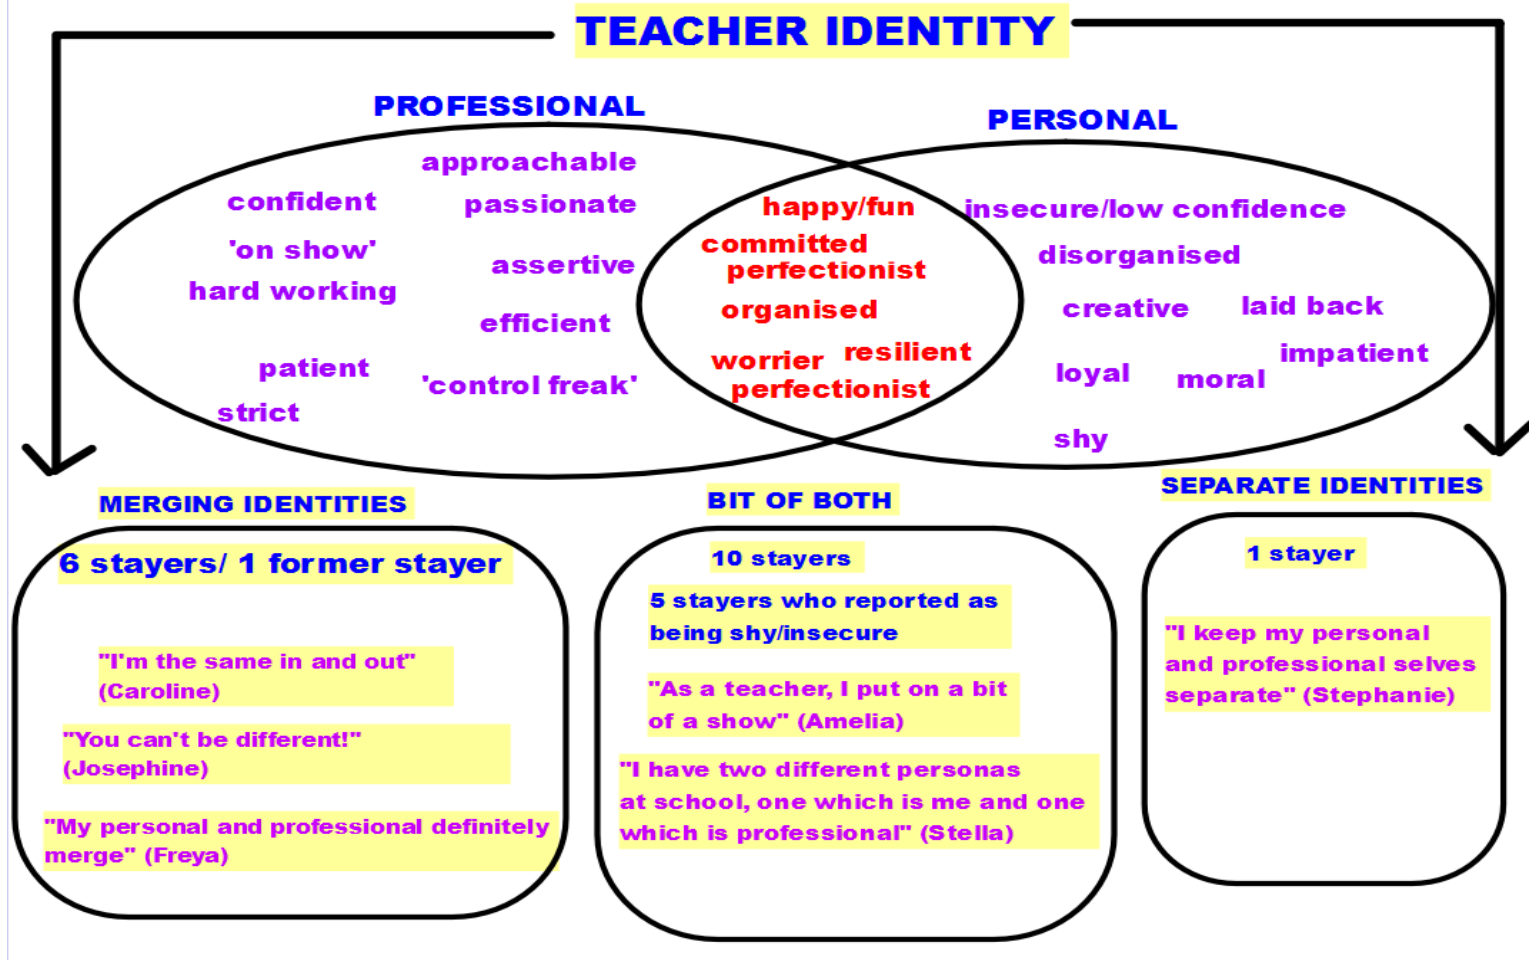 TEACHER IDENTITY
PROFESSIONAL
PERSONAL
approachable
confident
passionate
'on show'
assertive
hard working
efficient
patient
'control freak'
strict
happy/fun
committed
perfectionist
organised
worrier
resilient
perfectionist
insecure/low confidence
disorganised
creative
laid back
impatient
loyal
moral
shy
MERGING IDENTITIES
6 stayers/ 1 former stayer
"I'm the same in and out"
(Caroline)
"You can't be different!"
(Josephine)
"My personal and professional definitely
merge" (Freya)
BIT OF BOTH
10 stayers
5 stayers who reported as
being shy/insecure
"As a teacher, I put on a bit
of a show" (Amelia)
"I have two different personas
at school, one which is me and one
which is professional" (Stella)
SEPARATE IDENTITIES
1 stayer
"I keep my personal
and professional selves
separate" (Stephanie)